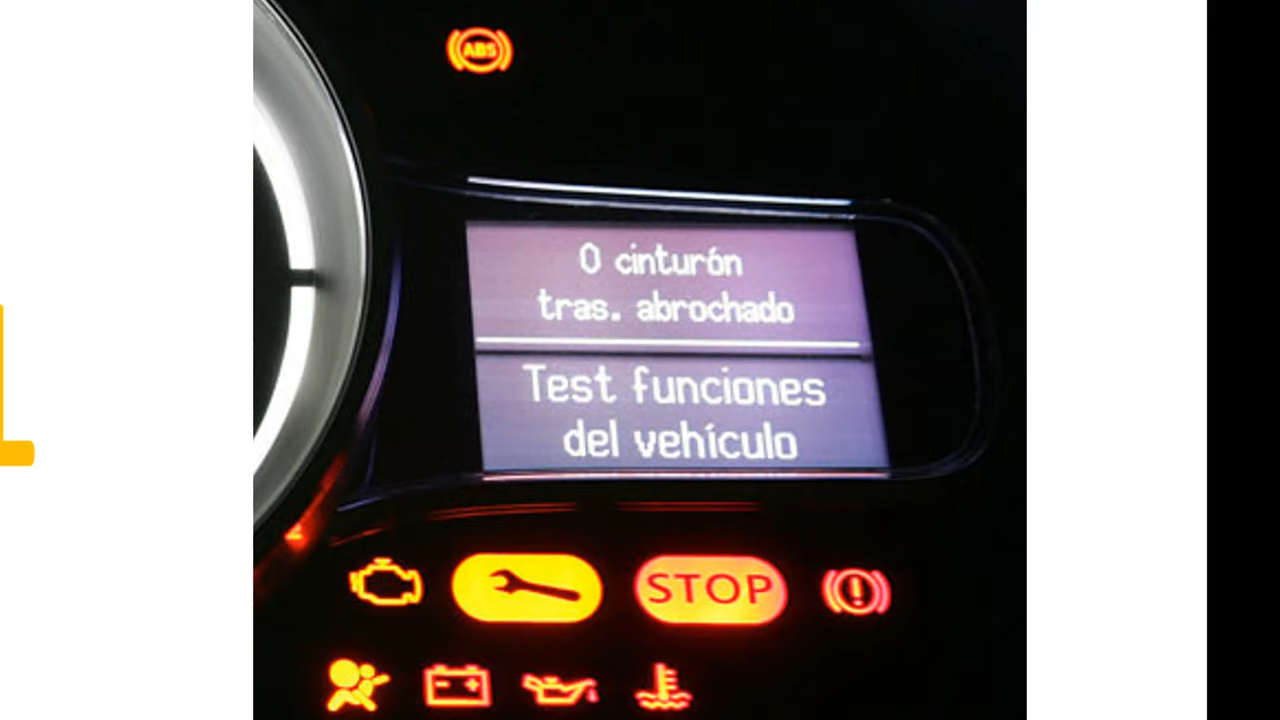 ABS
0 cinturón
tras. abrochado
Test funciones
del vehículo
STOP